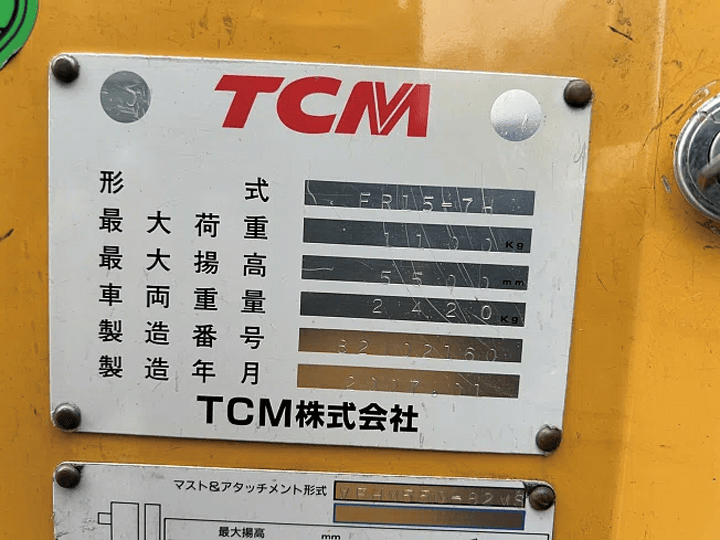 TCM
形式 FR15-7H
最大荷重 1100 Kg
最大揚高 5500 mm
車両重量 2420 Kg
製造番号
製造年月
TCM株式会社
マスト&アタッチメント形式
最大揚高 mm